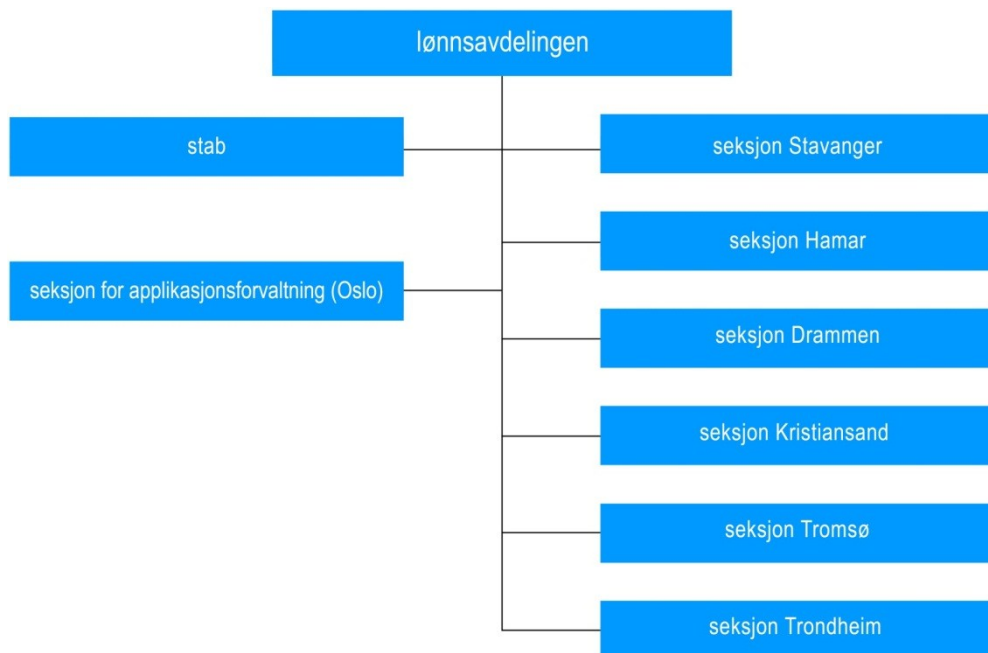 lønnsavdelingen
stab
seksjon for applikasjonsforvaltning (Oslo)
seksjon Stavanger
seksjon Hamar
seksjon Drammen
seksjon Kristiansand
seksjon Tromsø
seksjon Trondheim